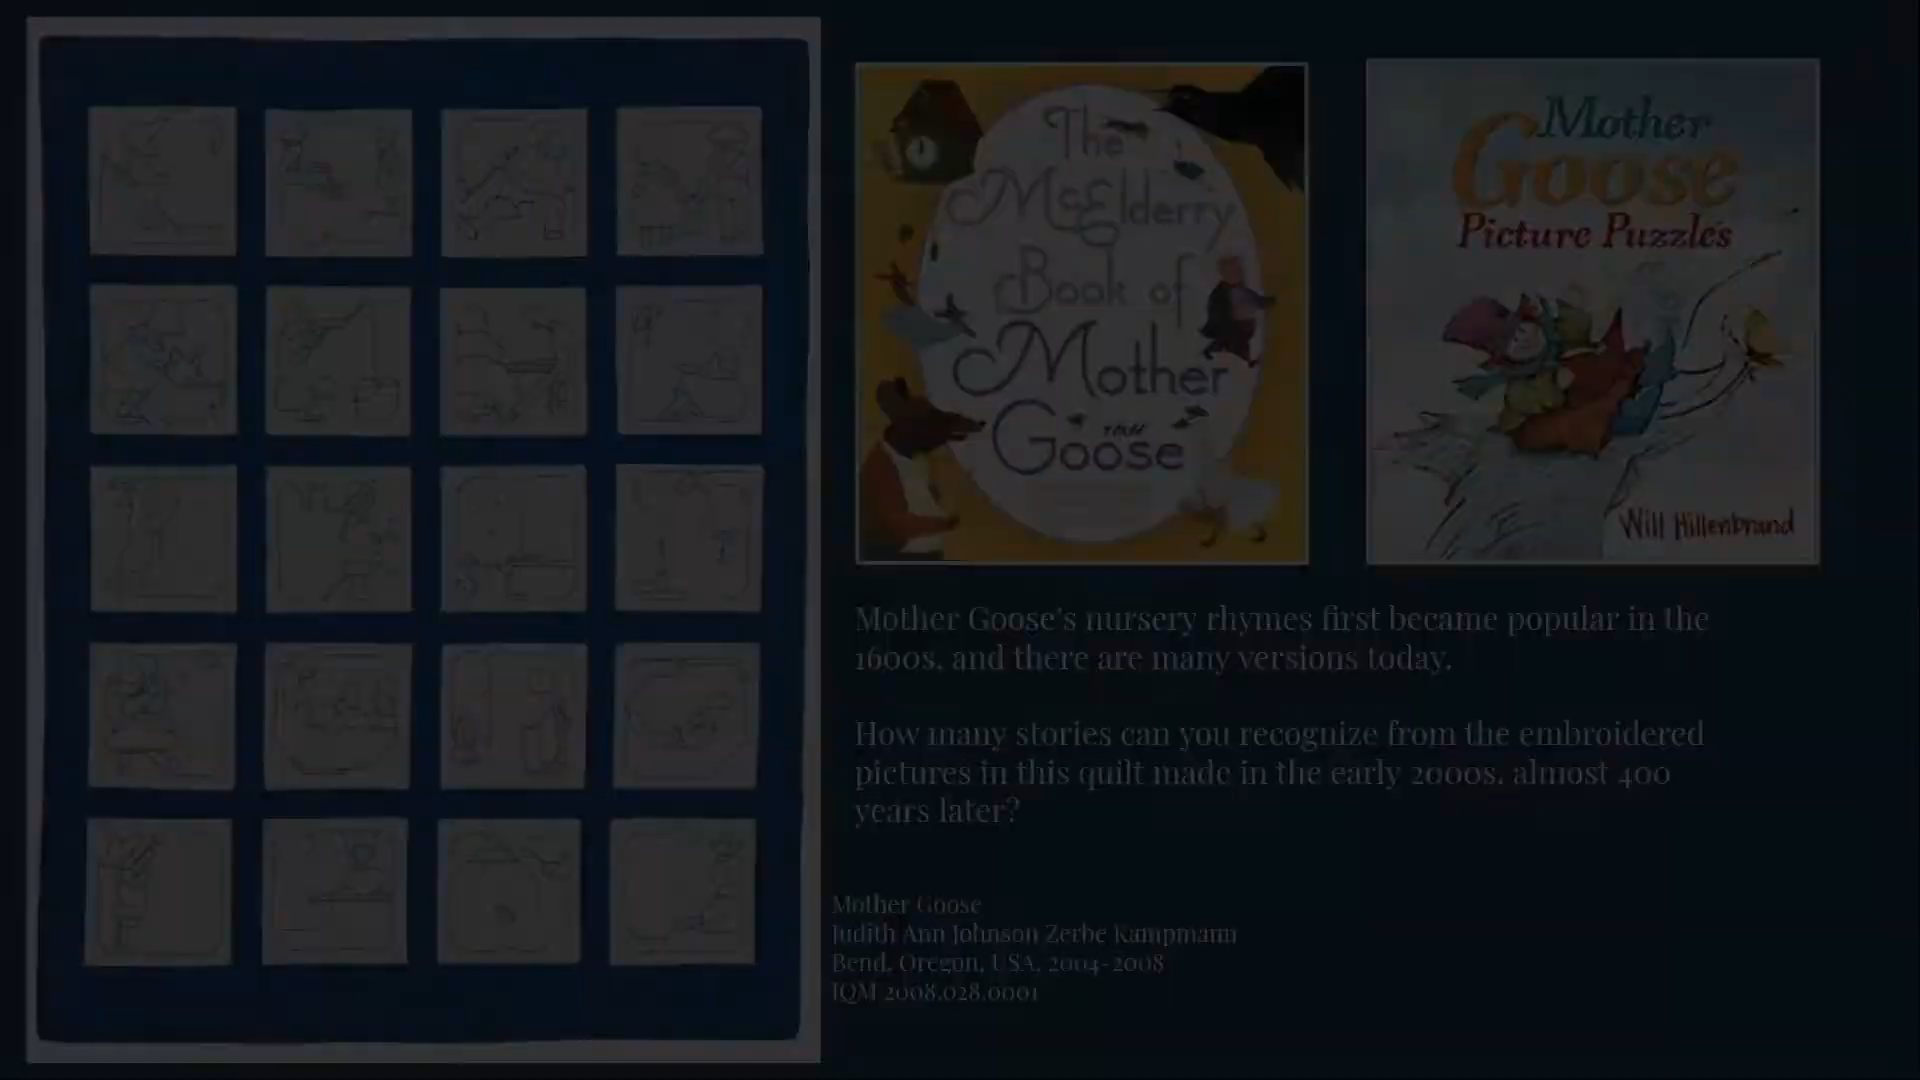 The
McElderry
Book of
Mother
Goose
Mother
Goose
Picture Puzzles
Will Hillenbrand
Mother Goose's nursery rhymes first became popular in the
1600s, and there are many versions today.
How many stories can you recognize from the embroidered
pictures in this quilt made in the early 2000s, almost 400
years later?
Mother Goose
Judith Ann Johnson Zerbe Kampmann
Bend, Oregon, USA, 2004-2008
IQM 2008.028.0001